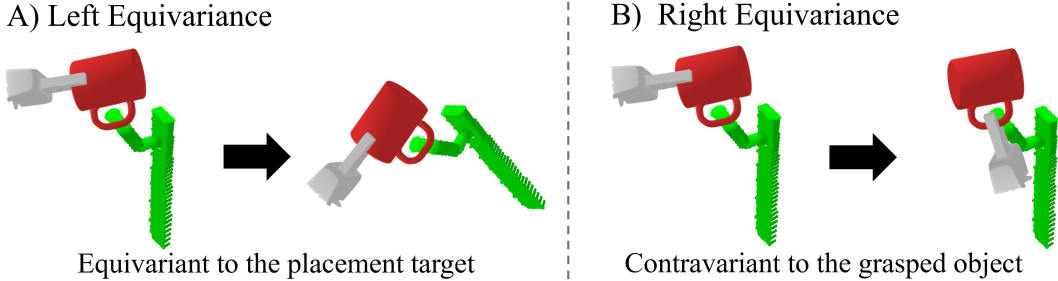 A) Left Equivariance
B) Right Equivariance
Equivariant to the placement target
Contravariant to the grasped object